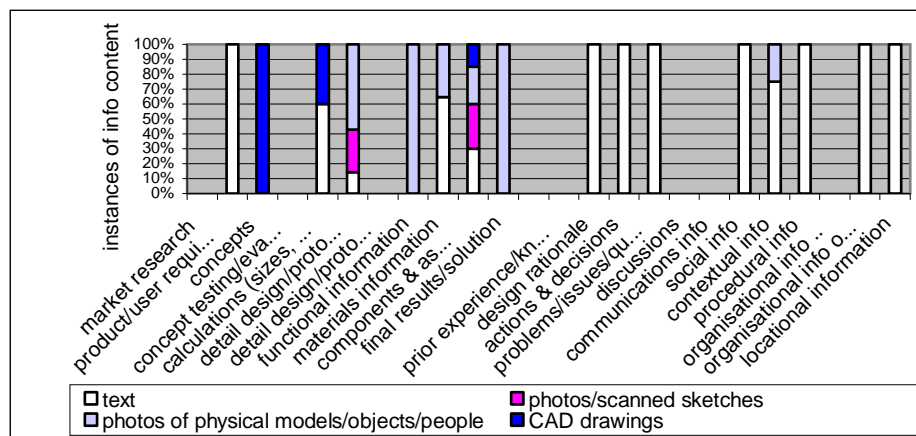 instances of info content
100%
90%
80%
70%
60%
50%
40%
30%
20%
10%
0%
market research
product/user requi...
concepts
concept testing/eva...
calculations (sizes, ...
detail design/proto...
detail design/proto...
functional information
materials information
components & as...
final results/solution
prior experience/kn...
design rationale
actions & decisions
problems/issues/qu...
discussions
communications info
social info
contextual info
procedural info
organisational info ...
organisational info o...
locational information
text
photos/scanned sketches
photos of physical models/objects/people
CAD drawings